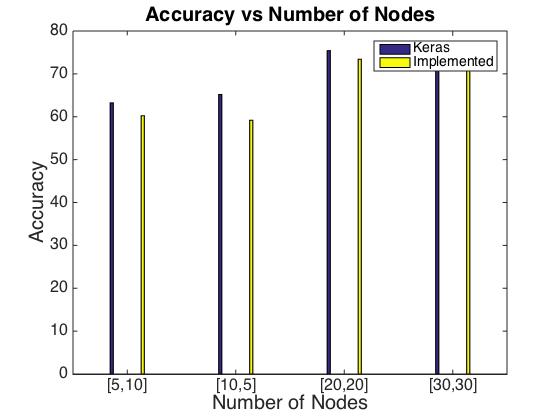 Accuracy vs Number of Nodes
Keras
Implemented
80
70
60
50
40
30
20
10
0
Accuracy
[5,10] [10,5] [20,20] [30,30]
Number of Nodes